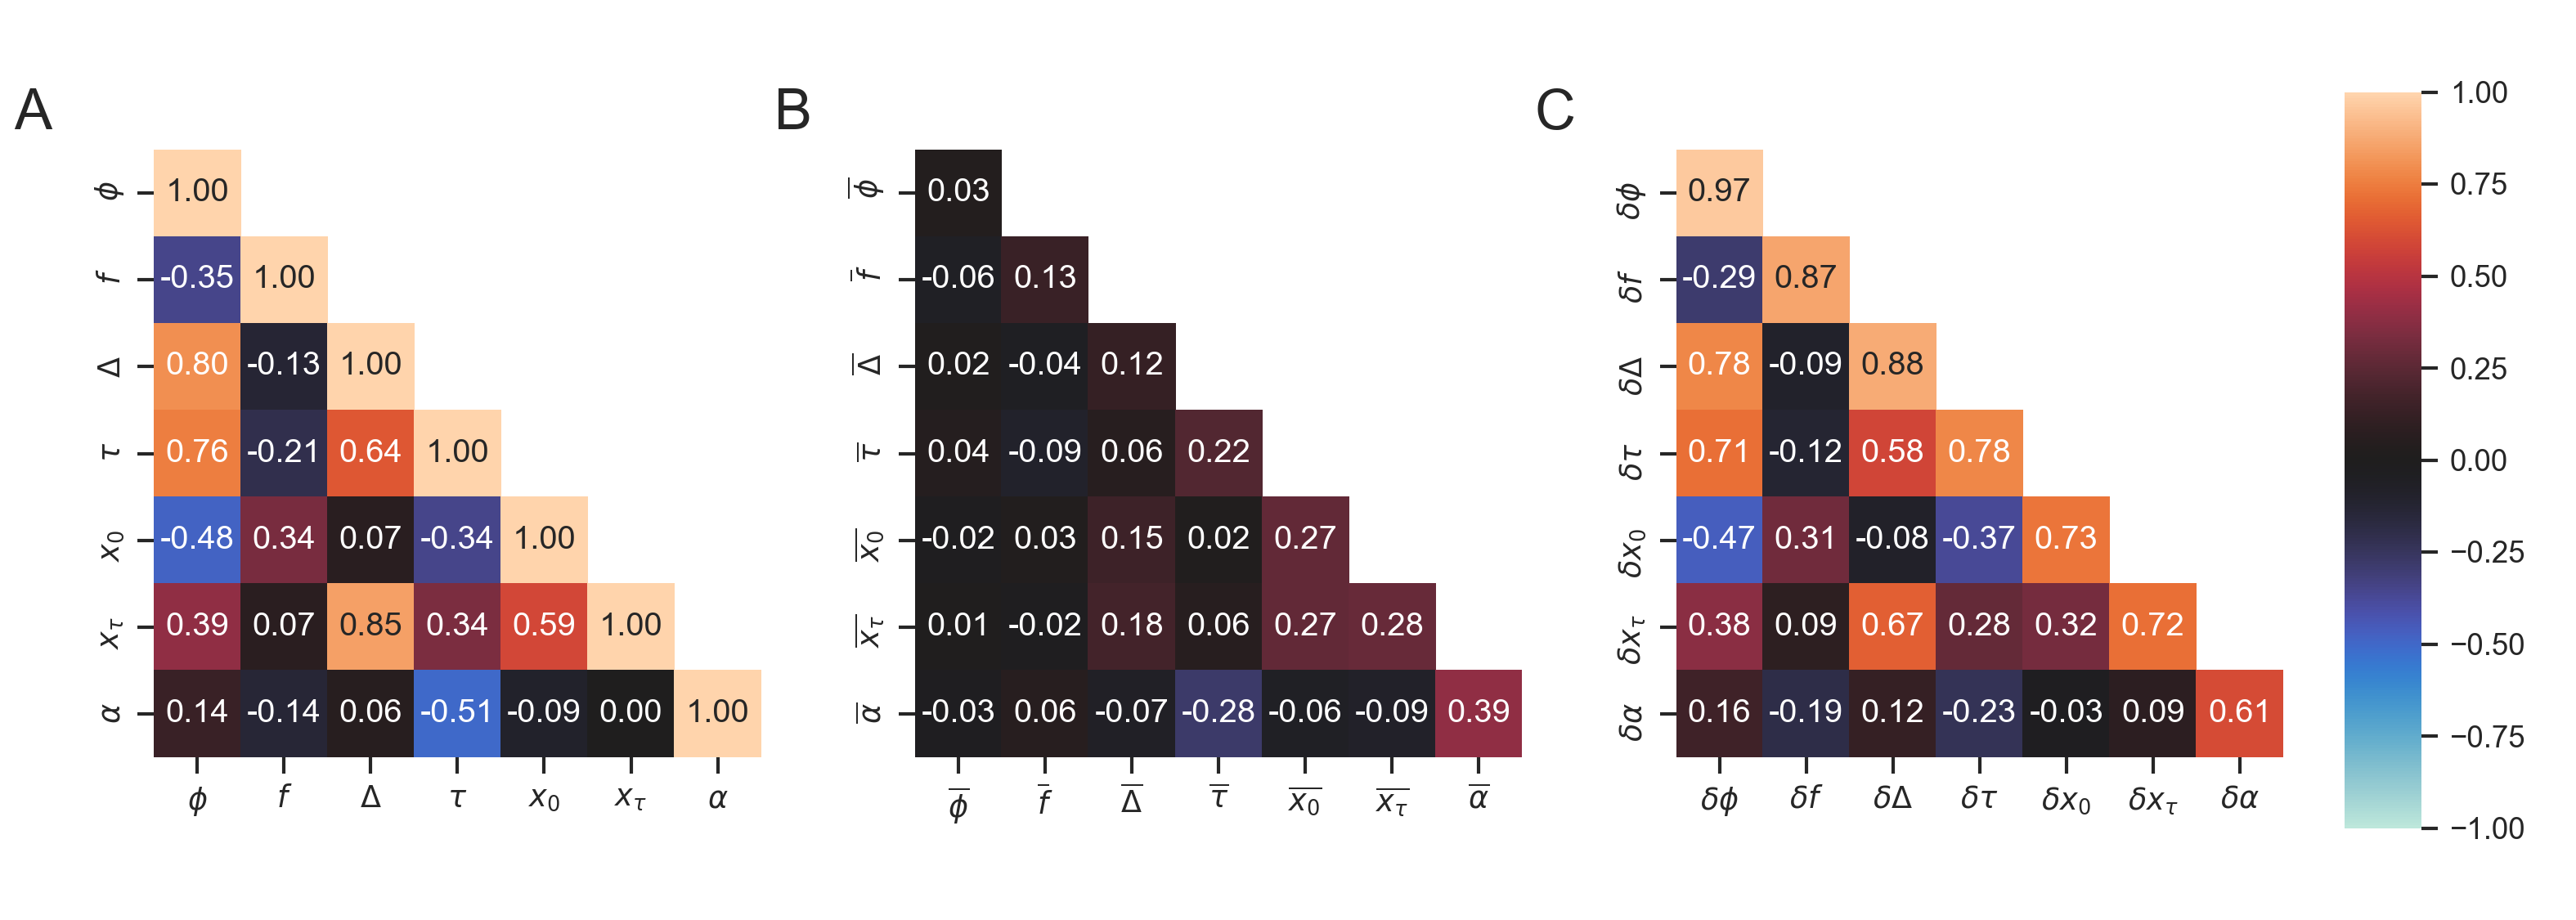 A B C
1.00
0.75
0.50
0.25
0.00
−0.25
−0.50
−0.75
−1.00
ϕ 1.00
f -0.35 1.00
Δ 0.80 -0.13 1.00
τ 0.76 -0.21 0.64 1.00
x₀ -0.48 0.34 0.07 -0.34 1.00
x_τ 0.39 0.07 0.85 0.34 0.59 1.00
α 0.14 -0.14 0.06 -0.51 -0.09 0.00 1.00
ϕ f Δ τ x₀ x_τ α
ϕ̅ 0.03
f̅ -0.06 0.13
Δ̅ 0.02 -0.04 0.12
τ̅ 0.04 -0.09 0.06 0.22
x̅₀̅ -0.02 0.03 0.15 0.02 0.27
x̅_τ̅ 0.01 -0.02 0.18 0.06 0.27 0.28
α̅ -0.03 0.06 -0.07 -0.28 -0.06 -0.09 0.39
ϕ̅ f̅ Δ̅ τ̅ x̅₀̅ x̅_τ̅ α̅
δϕ 0.97
δf -0.29 0.87
δΔ 0.78 -0.09 0.88
δτ 0.71 -0.12 0.58 0.78
δx₀ -0.47 0.31 -0.08 -0.37 0.73
δx_τ 0.38 0.09 0.67 0.28 0.32 0.72
δα 0.16 -0.19 0.12 -0.23 -0.03 0.09 0.61
δϕ δf δΔ δτ δx₀ δx_τ δα